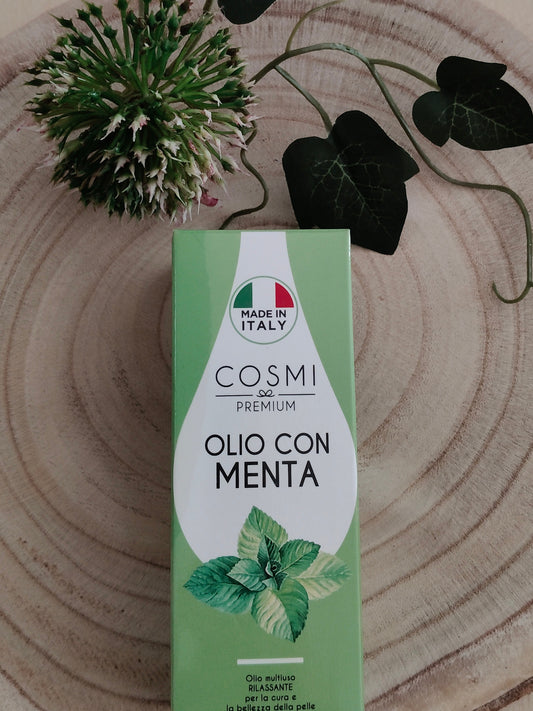 MADE IN
ITALY
COSMI
PREMIUM
OLIO CON
MENTA
Olio multiuso
RILASSANTE
per la cura e
la bellezza della pelle